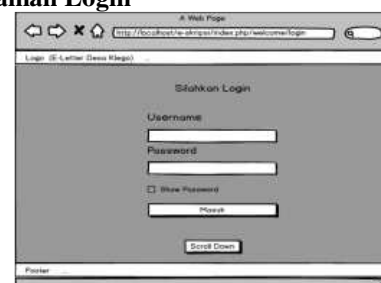 aman Login
A Web Page
http://localhost/e-skripsi/index.php/welcome/login
Logo (E-Letter Desa Klego)
Silahkan Login
Username
Password
Show Password
Masuk
Scroll Down
Footer